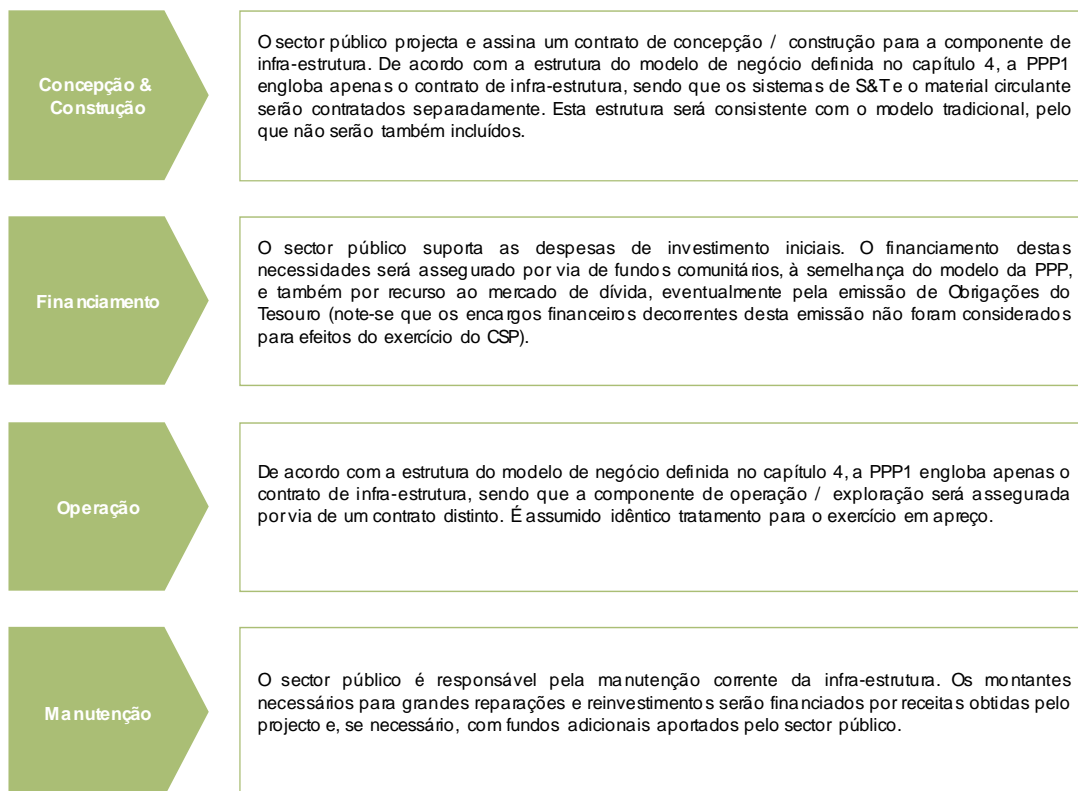 Concepção &
Construção
O sector público projecta e assina um contrato de concepção / construção para a componente de
infra-estrutura. De acordo com a estrutura do modelo de negócio definida no capítulo 4, a PPP1
engloba apenas o contrato de infra-estrutura, sendo que os sistemas de S&T e o material circulante
serão contratados separadamente. Esta estrutura será consistente com o modelo tradicional, pelo
que não serão também incluídos.
Financiamento
O sector público suporta as despesas de investimento iniciais. O financiamento destas
necessidades será assegurado por via de fundos comunitários, à semelhança do modelo da PPP,
e também por recurso ao mercado de dívida, eventualmente pela emissão de Obrigações do
Tesouro (note-se que os encargos financeiros decorrentes desta emissão não foram considerados
para efeitos do exercício do CSP).
Operação
De acordo com a estrutura do modelo de negócio definida no capítulo 4, a PPP1 engloba apenas o
contrato de infra-estrutura, sendo que a componente de operação / exploração será assegurada
por via de um contrato distinto. É assumido idêntico tratamento para o exercício em apreço.
Manutenção
O sector público é responsável pela manutenção corrente da infra-estrutura. Os montantes
necessários para grandes reparações e reinvestimentos serão financiados por receitas obtidas pelo
projecto e, se necessário, com fundos adicionais aportados pelo sector público.